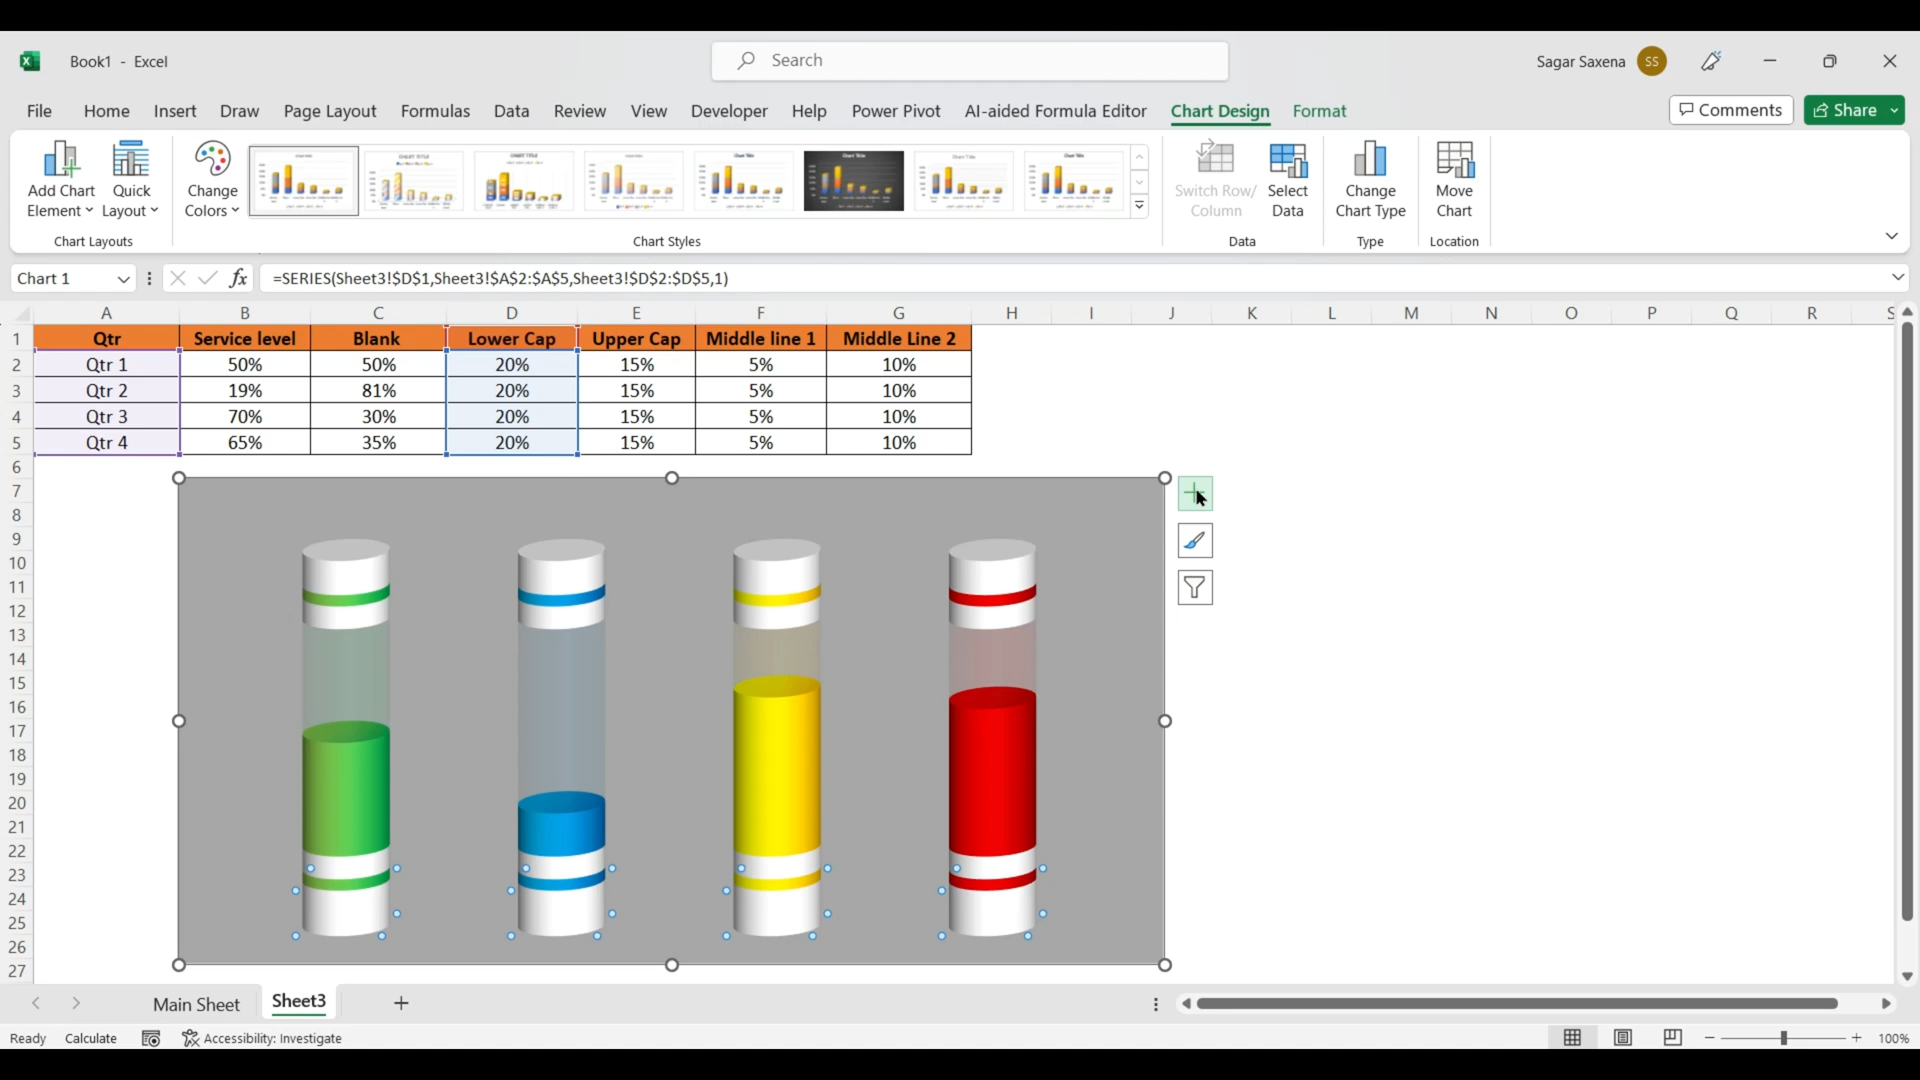 Book1 - Excel
Search
Sagar Saxena SS
File Home Insert Draw Page Layout Formulas Data Review View Developer Help Power Pivot AI-aided Formula Editor Chart Design Format
Comments Share
Add Chart Element
Quick Layout
Chart Layouts
Change Colors
Chart Styles
Switch Row/ Column
Select Data
Data
Change Chart Type
Type
Move Chart
Location
Chart 1
fx =SERIES(Sheet3!$D$1,Sheet3!$A$2:$A$5,Sheet3!$D$2:$D$5,1)
A B C D E F G H I J K L M N O P Q R S
1 Qtr Service level Blank Lower Cap Upper Cap Middle line 1 Middle Line 2
2 Qtr 1 50% 50% 20% 15% 5% 10%
3 Qtr 2 19% 81% 20% 15% 5% 10%
4 Qtr 3 70% 30% 20% 15% 5% 10%
5 Qtr 4 65% 35% 20% 15% 5% 10%
6
7
8
9
10
11
12
13
14
15
16
17
18
19
20
21
22
23
24
25
26
27
Main Sheet Sheet3
Ready Calculate Accessibility: Investigate 100%